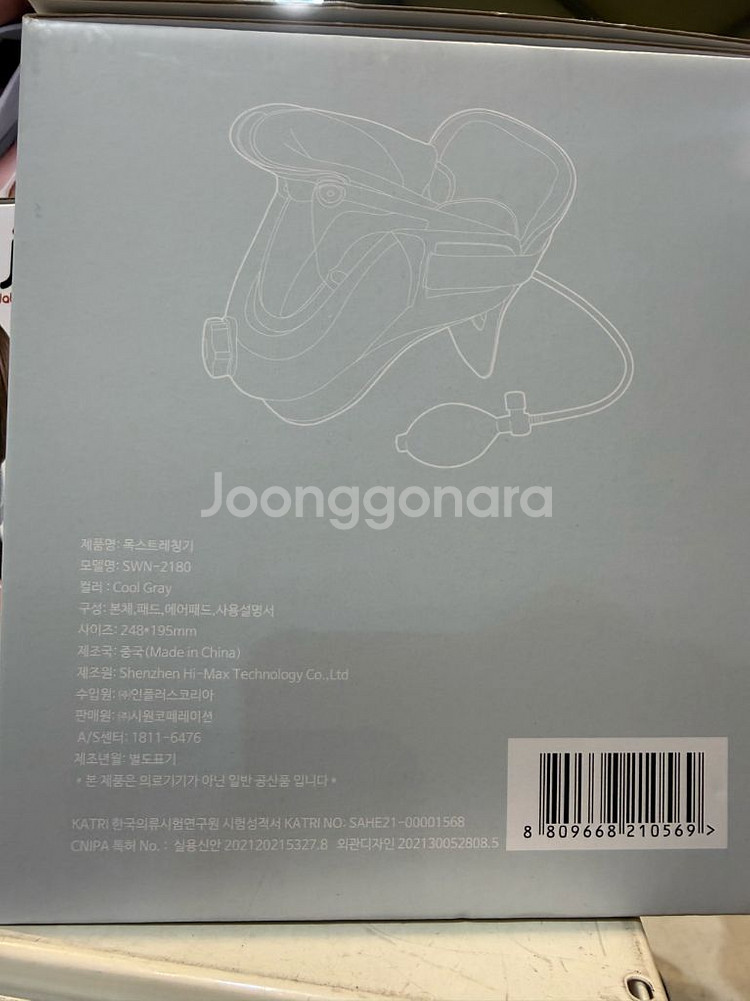 Joonggonara
제품명: 목스트레칭기
모델명: SWN-2180
컬러 : Cool Gray
구성: 본체,패드,에어패드,사용설명서
사이즈: 248*195mm
제조국: 중국(Made in China)
제조원: Shenzhen Hi-Max Technology Co.,Ltd
수입원: ㈜인플러스코리아
판매원: ㈜시원코퍼레이션
A/S센터: 1811-6476
제조년월: 별도표기
* 본 제품은 의료기기가 아닌 일반 공산품 입니다 *
KATRI 한국의류시험연구원 시험성적서 KATRI NO: SAHE21-00001568
CNIPA 특허 No. : 실용신안 202120215327.8 외관디자인 202130052808.5
8 809668 210569 >